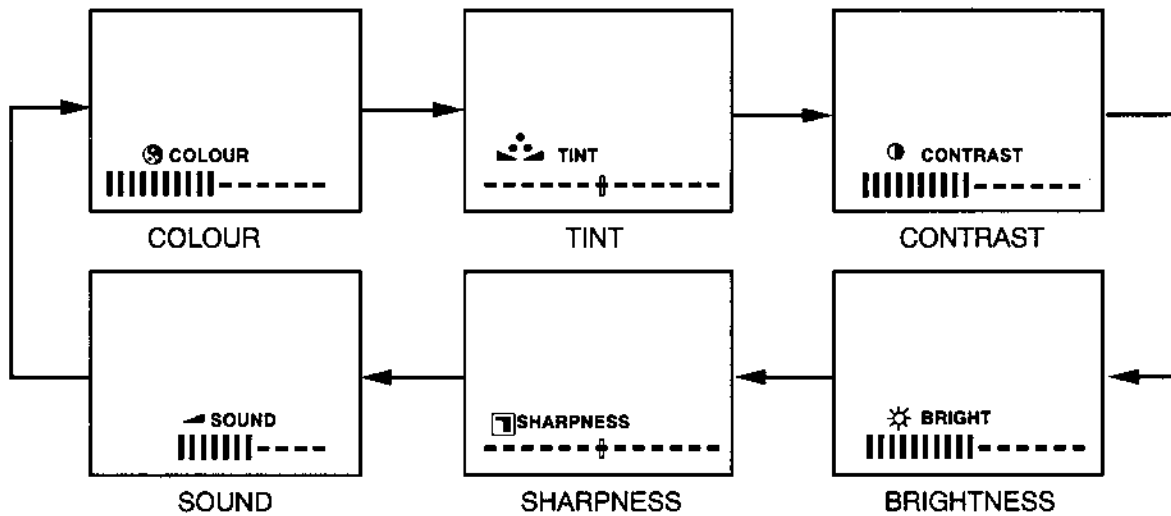 COLOUR
COLOUR
TINT
TINT
CONTRAST
CONTRAST
SOUND
SOUND
SHARPNESS
SHARPNESS
BRIGHT
BRIGHTNESS